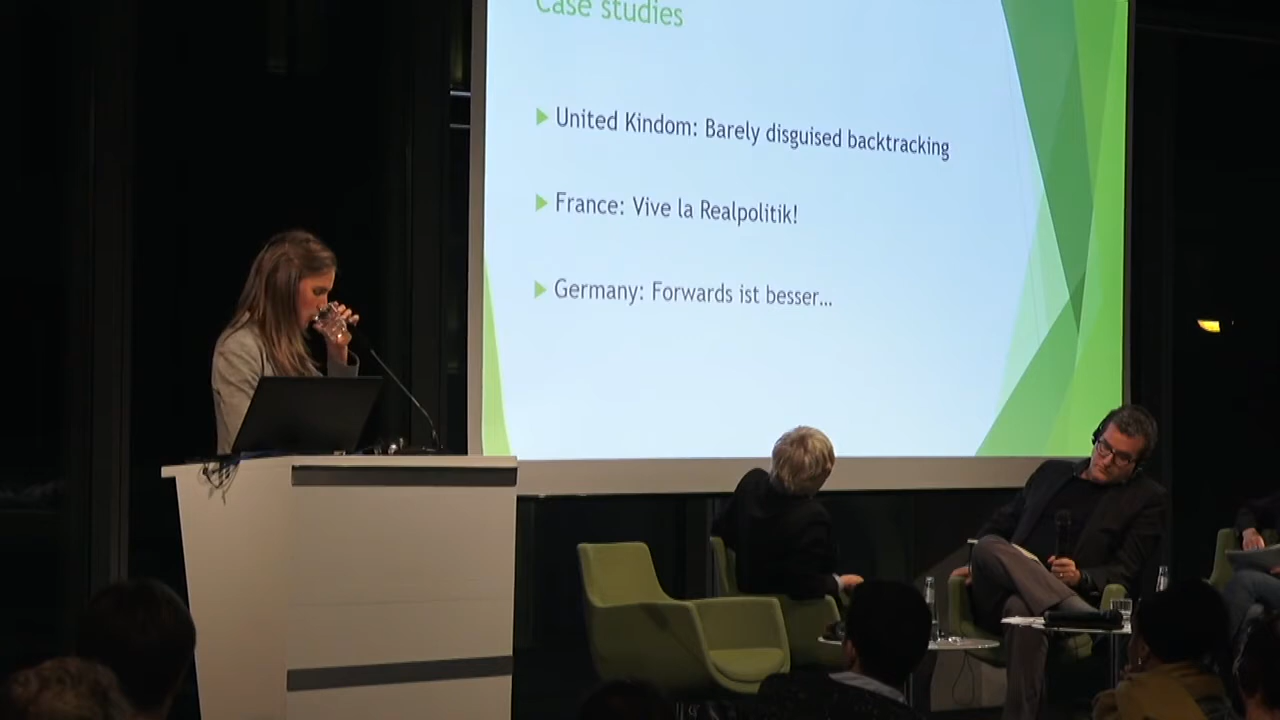 Case studies
United Kindom: Barely disguised backtracking
France: Vive la Realpolitik!
Germany: Forwards ist besser...